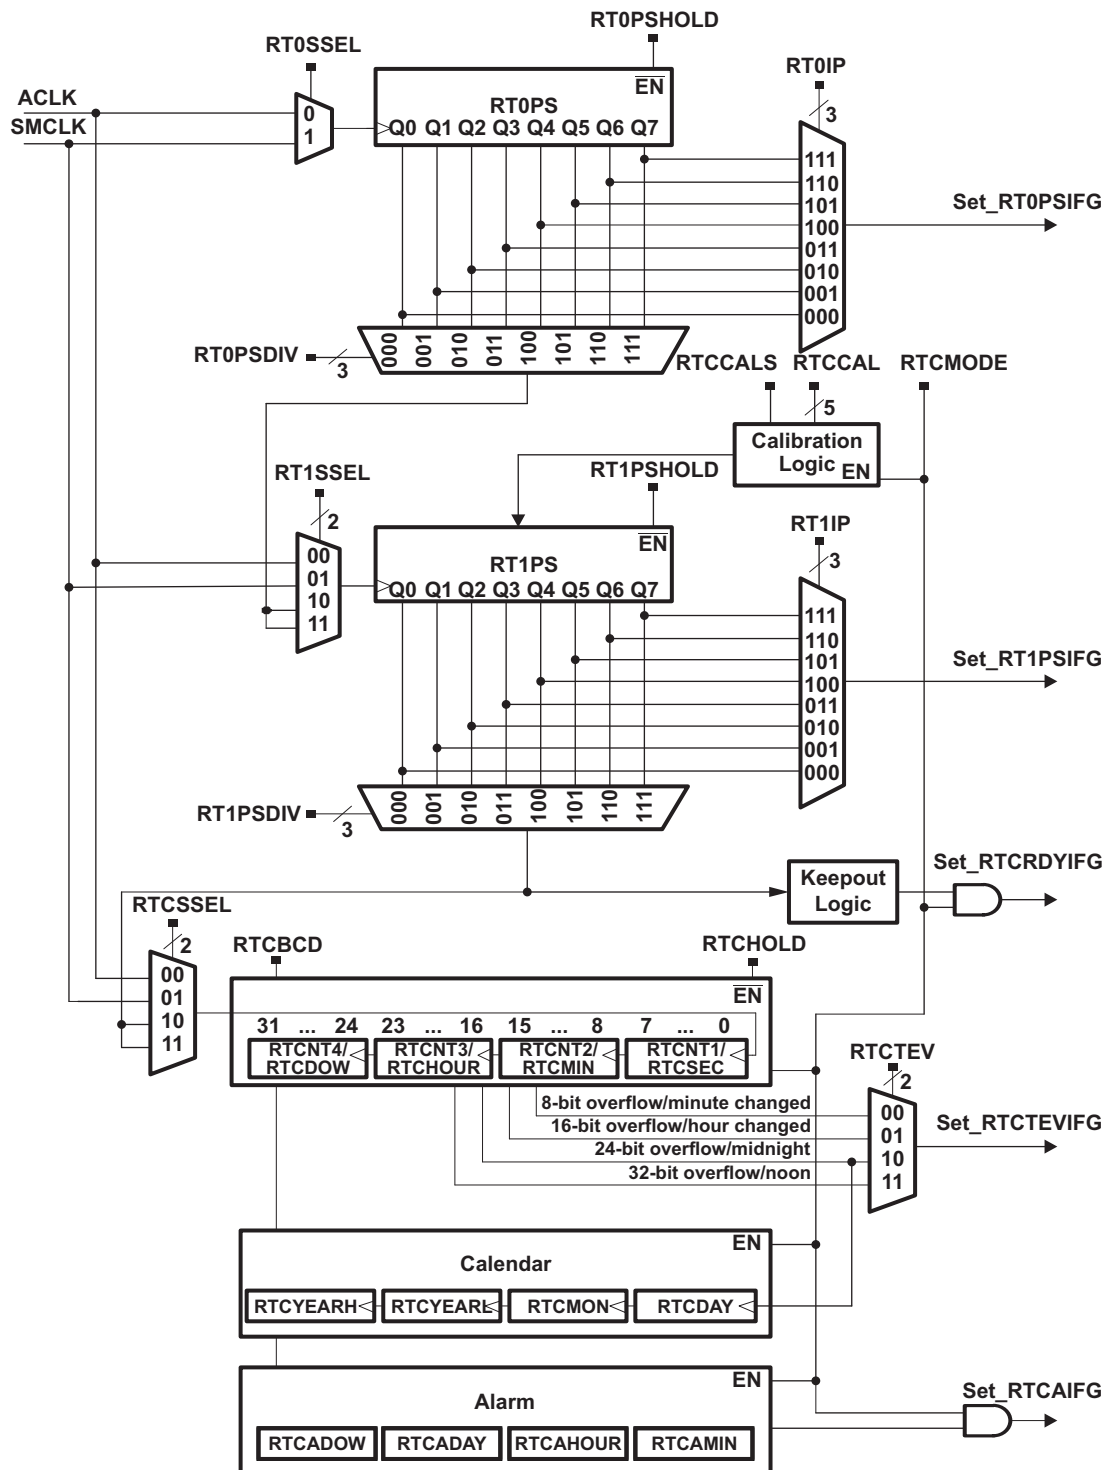 RT0PSHOLD
RT0SSEL
RT0IP
EN
ACLK
RT0PS
3
SMCLK
0
1
Q0 Q1 Q2 Q3 Q4 Q5 Q6 Q7
111
110
101
100
011
010
001
000
Set_RT0PSIFG
RT0PSDIV
3
000 001 010 011 100 101 110 111
RTCCALS RTCCAL RTCMODE
5
Calibration
Logic
EN
RT1PSHOLD
RT1SSEL
2
RT1IP
3
EN
RT1PS
00
01
10
11
Q0 Q1 Q2 Q3 Q4 Q5 Q6 Q7
111
110
101
100
011
010
001
000
Set_RT1PSIFG
RT1PSDIV
3
000 001 010 011 100 101 110 111
Set_RTCRDYIFG
Keepout
Logic
RTCSSEL
2
RTCBCD
RTCHOLD
00
01
10
11
EN
31 ... 24 23 ... 16 15 ... 8 7 ... 0
RTCNT4/
RTCDOW
RTCNT3/
RTCHOUR
RTCNT2/
RTCMIN
RTCNT1/
RTCSEC
RTCTEV
2
8-bit overflow/minute changed
16-bit overflow/hour changed
24-bit overflow/midnight
32-bit overflow/noon
00
01
10
11
Set_RTCTEVIFG
EN
Calendar
RTCYEARH RTCYEARL RTCMON RTCDAY
EN
Alarm
Set_RTCAIFG
RTCADOW RTCADAY RTCAHOUR RTCAMIN